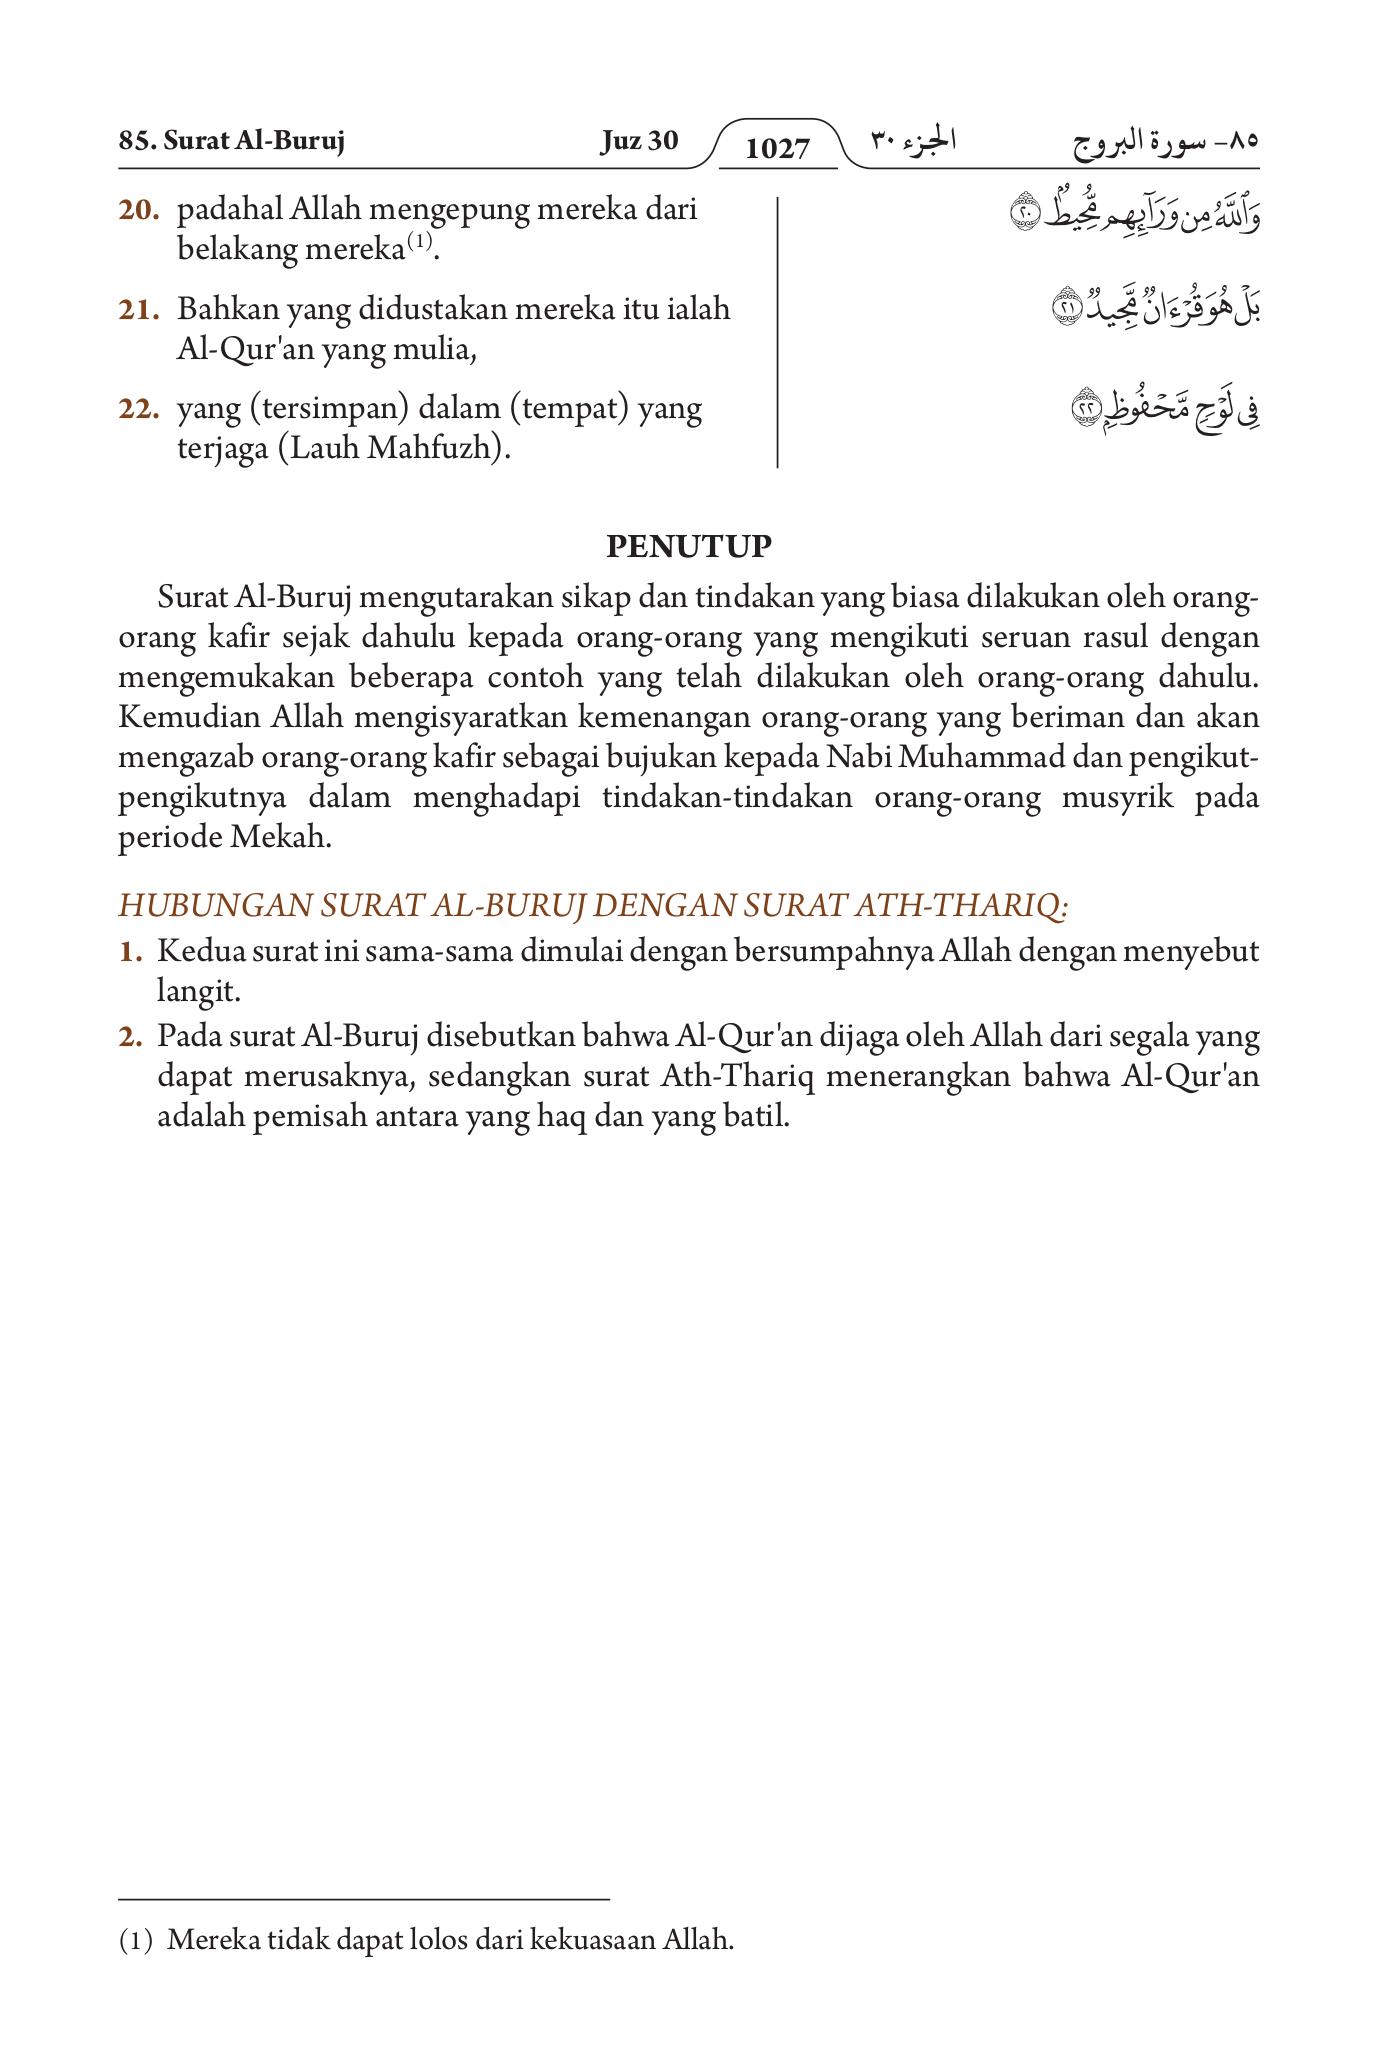 85. Surat Al-Buruj Juz 30 1027 الجزء ٣٠ ٨٥- سورة البروج
20. padahal Allah mengepung mereka dari
belakang mereka(1).
وَٱللَّهُ مِن وَرَآئِهِم مُّحِيطٌۢ ٢٠
21. Bahkan yang didustakan mereka itu ialah
Al-Qur'an yang mulia,
بَلۡ هُوَ قُرۡءَانٞ مَّجِيدٞ ٢١
22. yang (tersimpan) dalam (tempat) yang
terjaga (Lauh Mahfuzh).
فِي لَوۡحٖ مَّحۡفُوظِۭ ٢٢
PENUTUP
Surat Al-Buruj mengutarakan sikap dan tindakan yang biasa dilakukan oleh orang-
orang kafir sejak dahulu kepada orang-orang yang mengikuti seruan rasul dengan
mengemukakan beberapa contoh yang telah dilakukan oleh orang-orang dahulu.
Kemudian Allah mengisyaratkan kemenangan orang-orang yang beriman dan akan
mengazab orang-orang kafir sebagai bujukan kepada Nabi Muhammad dan pengikut-
pengikutnya dalam menghadapi tindakan-tindakan orang-orang musyrik pada
periode Mekah.
HUBUNGAN SURAT AL-BURUJ DENGAN SURAT ATH-THARIQ:
1. Kedua surat ini sama-sama dimulai dengan bersumpahnya Allah dengan menyebut
langit.
2. Pada surat Al-Buruj disebutkan bahwa Al-Qur'an dijaga oleh Allah dari segala yang
dapat merusaknya, sedangkan surat Ath-Thariq menerangkan bahwa Al-Qur'an
adalah pemisah antara yang haq dan yang batil.
(1) Mereka tidak dapat lolos dari kekuasaan Allah.